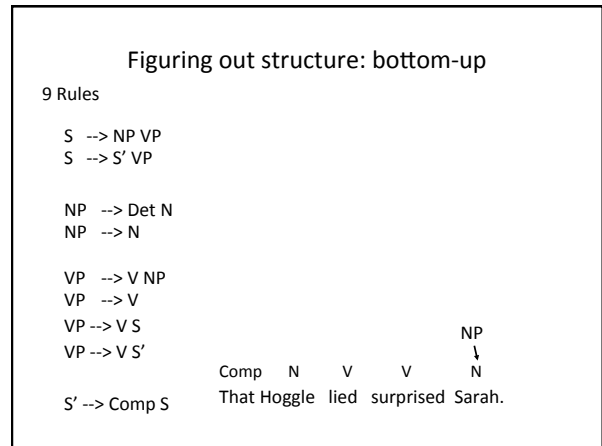 Figuring out structure: bottom-up
9 Rules
S --> NP VP
S --> S’ VP
NP --> Det N
NP --> N
VP --> V NP
VP --> V
VP --> V S
VP --> V S’
S’ --> Comp S
NP
Comp N V V N
That Hoggle lied surprised Sarah.